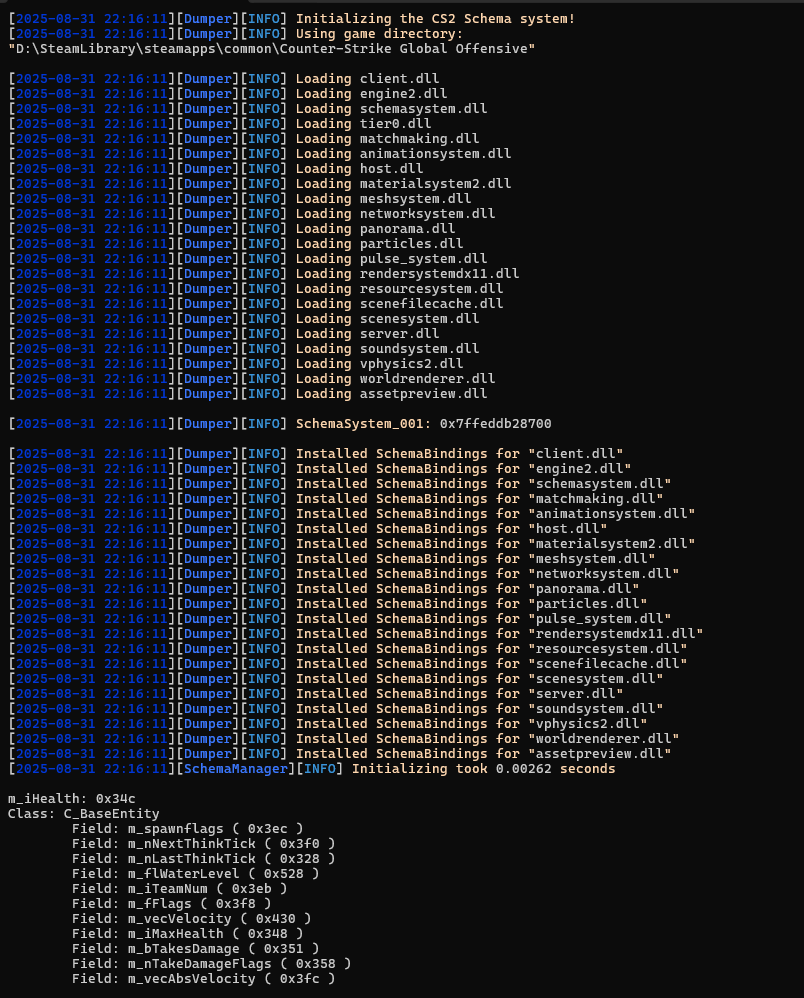 [2025-08-31 22:16:11][Dumper][INFO] Initializing the CS2 Schema system!
[2025-08-31 22:16:11][Dumper][INFO] Using game directory:
"D:\SteamLibrary\steamapps\common\Counter-Strike Global Offensive"
[2025-08-31 22:16:11][Dumper][INFO] Loading client.dll
[2025-08-31 22:16:11][Dumper][INFO] Loading engine2.dll
[2025-08-31 22:16:11][Dumper][INFO] Loading schemasystem.dll
[2025-08-31 22:16:11][Dumper][INFO] Loading tier0.dll
[2025-08-31 22:16:11][Dumper][INFO] Loading matchmaking.dll
[2025-08-31 22:16:11][Dumper][INFO] Loading animationsystem.dll
[2025-08-31 22:16:11][Dumper][INFO] Loading host.dll
[2025-08-31 22:16:11][Dumper][INFO] Loading materialsystem2.dll
[2025-08-31 22:16:11][Dumper][INFO] Loading meshsystem.dll
[2025-08-31 22:16:11][Dumper][INFO] Loading networksystem.dll
[2025-08-31 22:16:11][Dumper][INFO] Loading panorama.dll
[2025-08-31 22:16:11][Dumper][INFO] Loading particles.dll
[2025-08-31 22:16:11][Dumper][INFO] Loading pulse_system.dll
[2025-08-31 22:16:11][Dumper][INFO] Loading rendersystemdx11.dll
[2025-08-31 22:16:11][Dumper][INFO] Loading resourcesystem.dll
[2025-08-31 22:16:11][Dumper][INFO] Loading scenefilecache.dll
[2025-08-31 22:16:11][Dumper][INFO] Loading scenesystem.dll
[2025-08-31 22:16:11][Dumper][INFO] Loading server.dll
[2025-08-31 22:16:11][Dumper][INFO] Loading soundsystem.dll
[2025-08-31 22:16:11][Dumper][INFO] Loading vphysics2.dll
[2025-08-31 22:16:11][Dumper][INFO] Loading worldrenderer.dll
[2025-08-31 22:16:11][Dumper][INFO] Loading assetpreview.dll
[2025-08-31 22:16:11][Dumper][INFO] SchemaSystem_001: 0x7ffeddb28700
[2025-08-31 22:16:11][Dumper][INFO] Installed SchemaBindings for "client.dll"
[2025-08-31 22:16:11][Dumper][INFO] Installed SchemaBindings for "engine2.dll"
[2025-08-31 22:16:11][Dumper][INFO] Installed SchemaBindings for "schemasystem.dll"
[2025-08-31 22:16:11][Dumper][INFO] Installed SchemaBindings for "matchmaking.dll"
[2025-08-31 22:16:11][Dumper][INFO] Installed SchemaBindings for "animationsystem.dll"
[2025-08-31 22:16:11][Dumper][INFO] Installed SchemaBindings for "host.dll"
[2025-08-31 22:16:11][Dumper][INFO] Installed SchemaBindings for "materialsystem2.dll"
[2025-08-31 22:16:11][Dumper][INFO] Installed SchemaBindings for "meshsystem.dll"
[2025-08-31 22:16:11][Dumper][INFO] Installed SchemaBindings for "networksystem.dll"
[2025-08-31 22:16:11][Dumper][INFO] Installed SchemaBindings for "panorama.dll"
[2025-08-31 22:16:11][Dumper][INFO] Installed SchemaBindings for "particles.dll"
[2025-08-31 22:16:11][Dumper][INFO] Installed SchemaBindings for "pulse_system.dll"
[2025-08-31 22:16:11][Dumper][INFO] Installed SchemaBindings for "rendersystemdx11.dll"
[2025-08-31 22:16:11][Dumper][INFO] Installed SchemaBindings for "resourcesystem.dll"
[2025-08-31 22:16:11][Dumper][INFO] Installed SchemaBindings for "scenefilecache.dll"
[2025-08-31 22:16:11][Dumper][INFO] Installed SchemaBindings for "scenesystem.dll"
[2025-08-31 22:16:11][Dumper][INFO] Installed SchemaBindings for "server.dll"
[2025-08-31 22:16:11][Dumper][INFO] Installed SchemaBindings for "soundsystem.dll"
[2025-08-31 22:16:11][Dumper][INFO] Installed SchemaBindings for "vphysics2.dll"
[2025-08-31 22:16:11][Dumper][INFO] Installed SchemaBindings for "worldrenderer.dll"
[2025-08-31 22:16:11][Dumper][INFO] Installed SchemaBindings for "assetpreview.dll"
[2025-08-31 22:16:11][SchemaManager][INFO] Initializing took 0.00262 seconds
m_iHealth: 0x34c
Class: C_BaseEntity
Field: m_spawnflags ( 0x3ec )
Field: m_nNextThinkTick ( 0x3f0 )
Field: m_nLastThinkTick ( 0x328 )
Field: m_flWaterLevel ( 0x528 )
Field: m_iTeamNum ( 0x3eb )
Field: m_fFlags ( 0x3f8 )
Field: m_vecVelocity ( 0x430 )
Field: m_iMaxHealth ( 0x348 )
Field: m_bTakesDamage ( 0x351 )
Field: m_nTakeDamageFlags ( 0x358 )
Field: m_vecAbsVelocity ( 0x3fc )